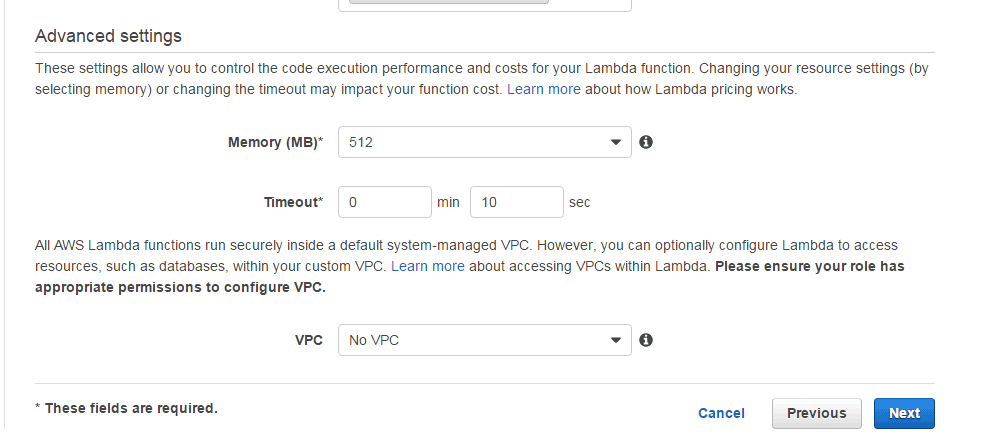 Advanced settings
These settings allow you to control the code execution performance and costs for your Lambda function. Changing your resource settings (by
selecting memory) or changing the timeout may impact your function cost. Learn more about how Lambda pricing works.
Memory (MB)* 512
Timeout* 0 min 10 sec
All AWS Lambda functions run securely inside a default system-managed VPC. However, you can optionally configure Lambda to access
resources, such as databases, within your custom VPC. Learn more about accessing VPCs within Lambda. Please ensure your role has
appropriate permissions to configure VPC.
VPC No VPC
* These fields are required.
Cancel Previous Next